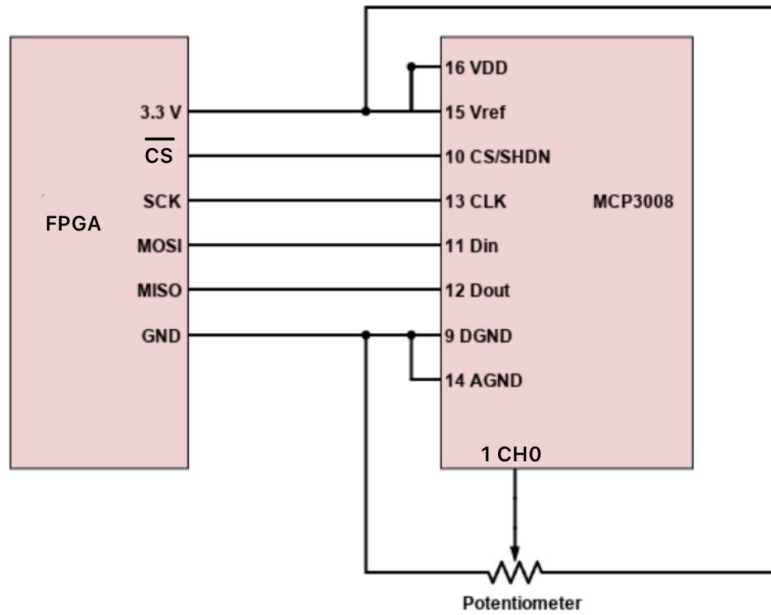 FPGA
3.3 V
CS
SCK
MOSI
MISO
GND
16 VDD
15 Vref
10 CS/SHDN
13 CLK
11 Din
12 Dout
9 DGND
14 AGND
1 CH0
MCP3008
Potentiometer